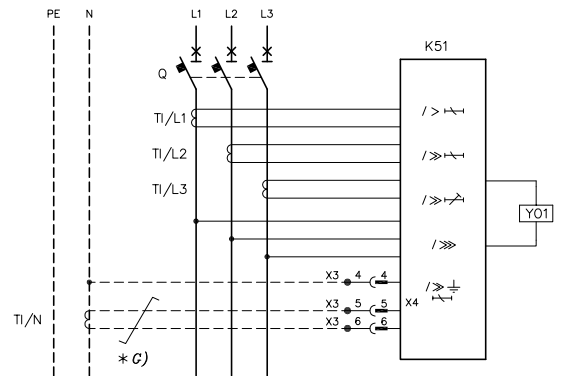 PE N L1 L2 L3
K51
Q
TI/L1 / >
TI/L2 / >>
TI/L3 / >>
Y01
/ >>>
X3 4 4 / >>
X3 5 5 X4
TI/N X3 6 6
* G)